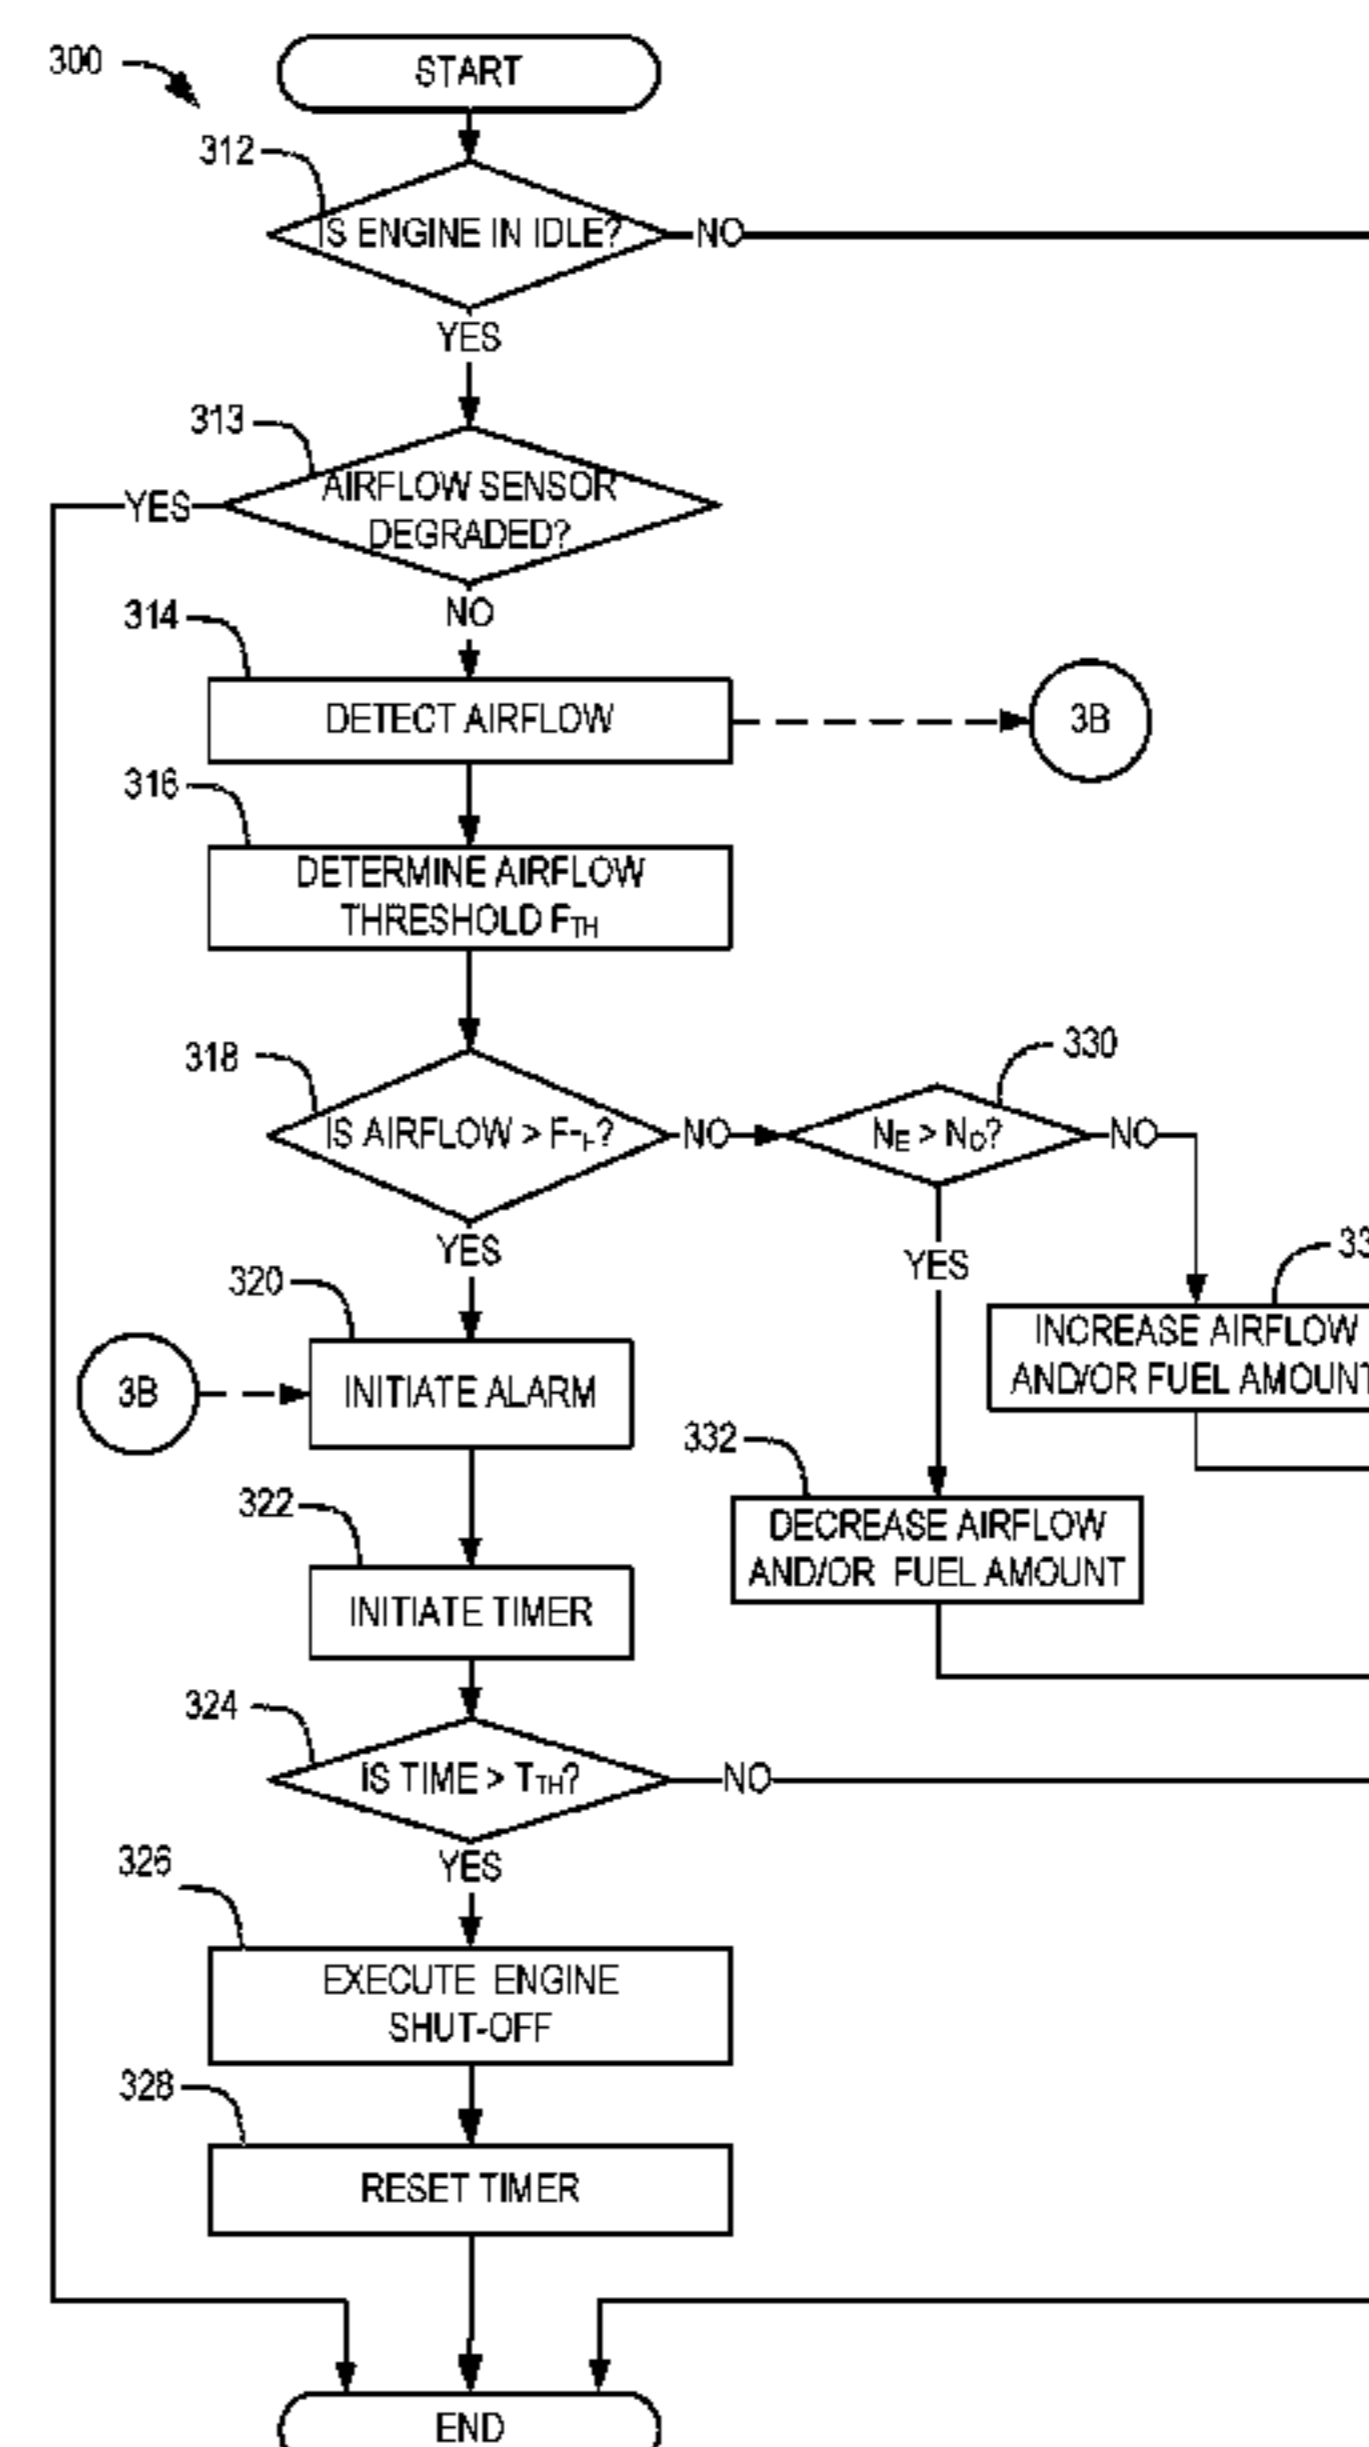 300
START
312
IS ENGINE IN IDLE?
NO
YES
313
AIRFLOW SENSOR
DEGRADED?
YES
NO
314
DETECT AIRFLOW
3B
316
DETERMINE AIRFLOW
THRESHOLD FTH
318
IS AIRFLOW >
NO
330
NE >
NO
YES
YES
320
3B
INITIATE ALARM
INCREASE AIRFLOW
AND/OR FUEL AMOUNT
332
DECREASE AIRFLOW
AND/OR FUEL AMOUNT
322
INITIATE TIMER
324
IS TIME > TTH?
NO
YES
326
EXECUTE ENGINE
SHUT-OFF
328
RESET TIMER
END